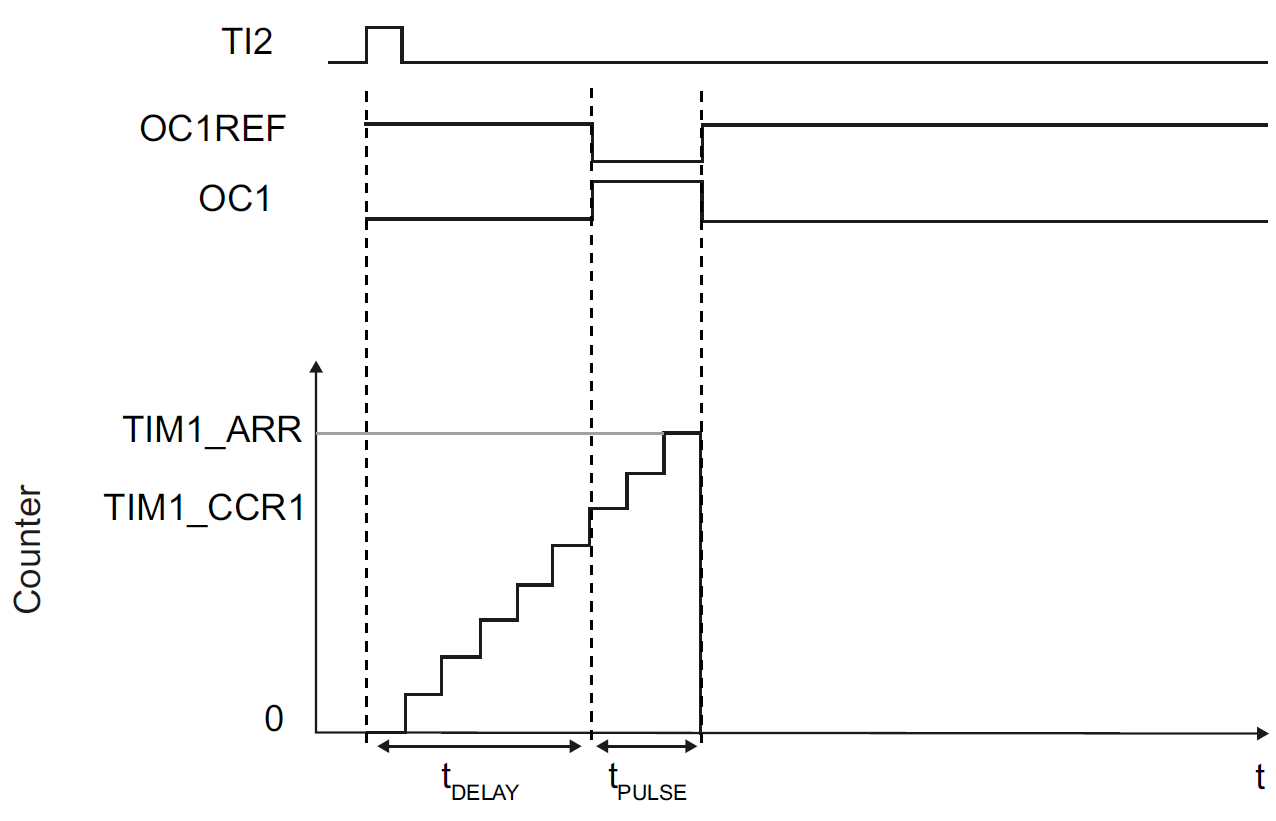 TI2
OC1REF
OC1
TIM1_ARR
TIM1_CCR1
Counter
0
tDELAY
tPULSE
t